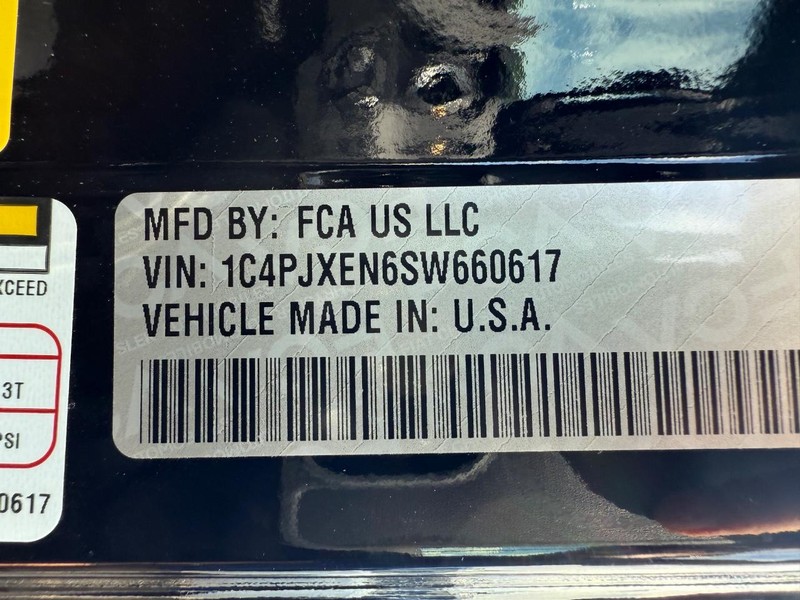 MFD BY: FCA US LLC
VIN: 1C4PJXEN6SW660617
VEHICLE MADE IN: U.S.A.
XCEED
3T
PSI
0617